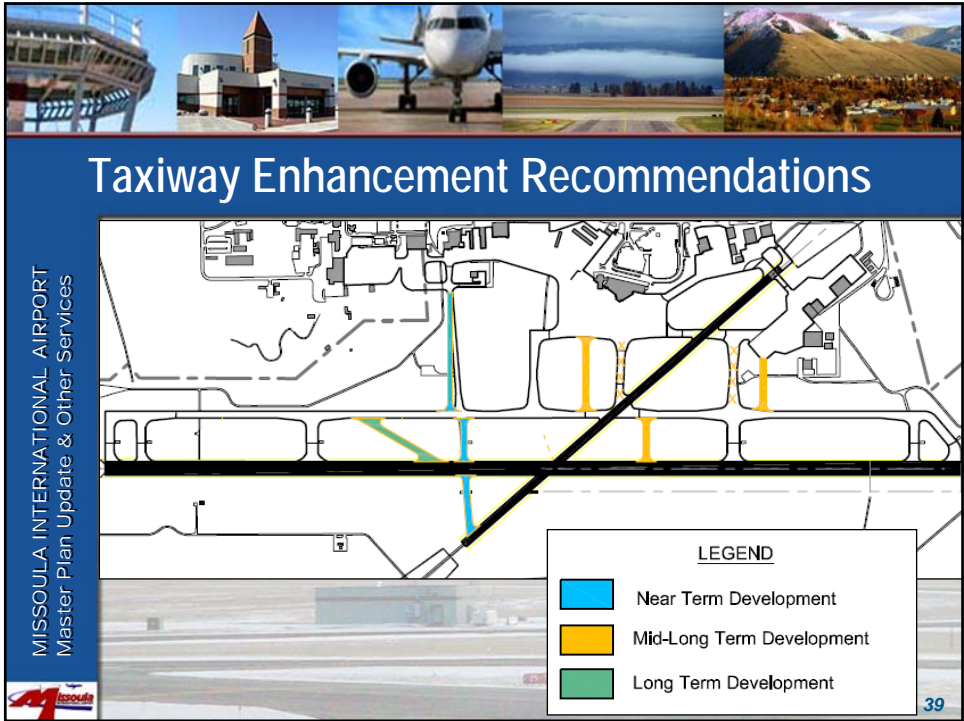 Taxiway Enhancement Recommendations
MISSOULA INTERNATIONAL AIRPORT
Master Plan Update & Other Services
LEGEND
Near Term Development
Mid-Long Term Development
Long Term Development
Missoula
39